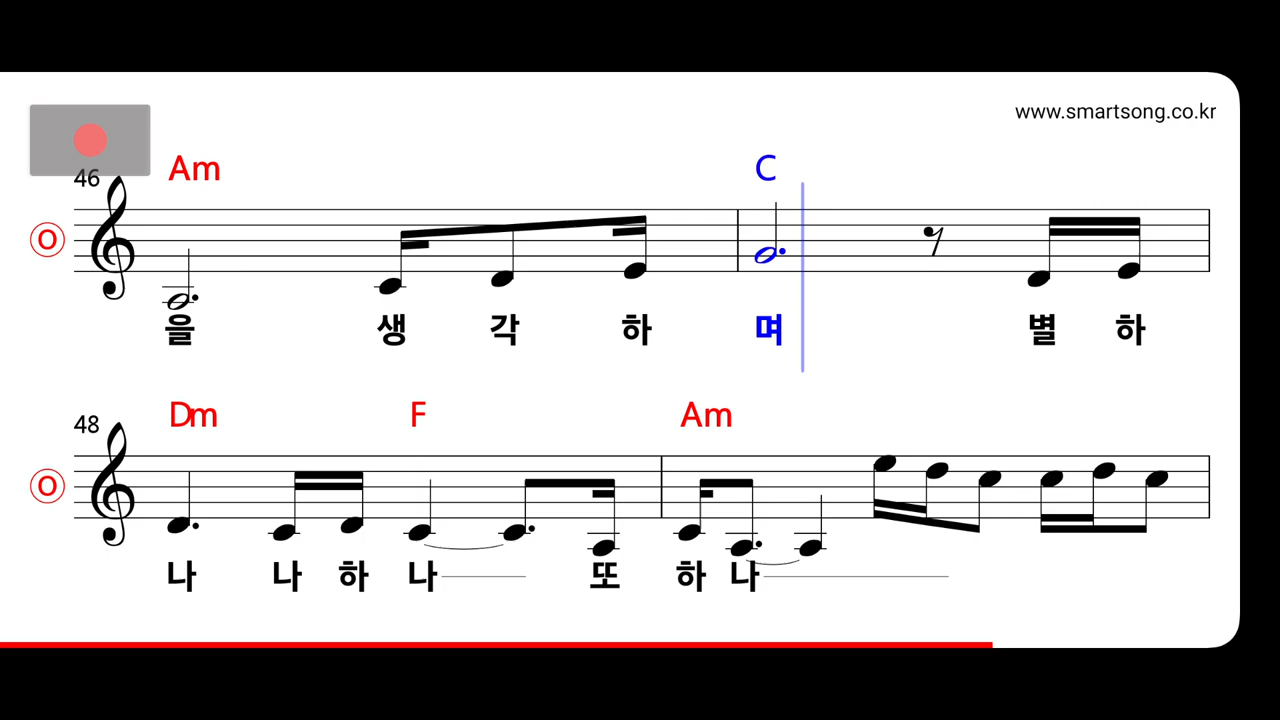 www.smartsong.co.kr
46 Am C
O
을 생 각 하 며 별 하
48 Dm F Am
O
나 나 하 나 또 하 나